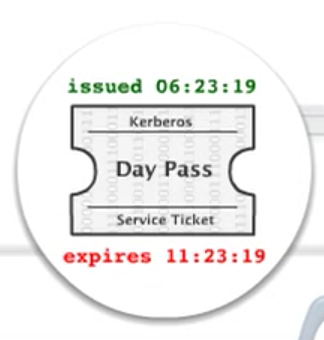 issued 06:23:19
Kerberos
Day Pass
Service Ticket
expires 11:23:19